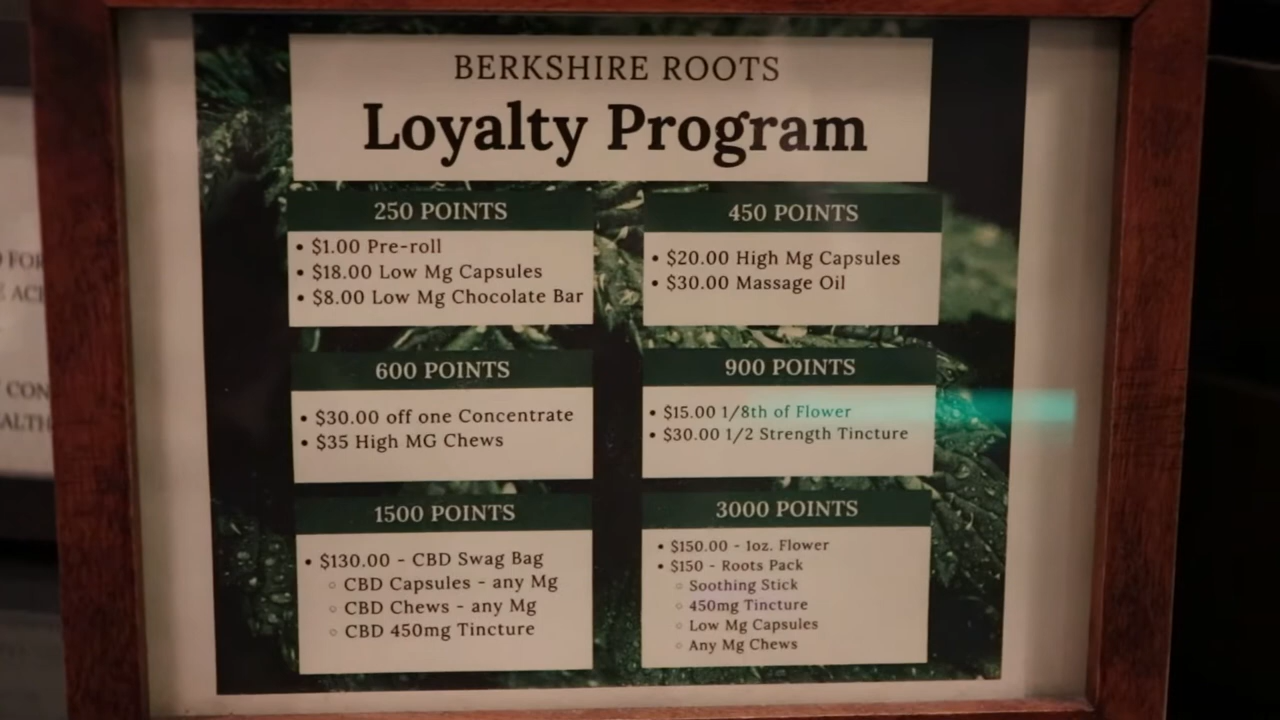 BERKSHIRE ROOTS
Loyalty Program
250 POINTS
• $1.00 Pre-roll
• $18.00 Low Mg Capsules
• $8.00 Low Mg Chocolate Bar
450 POINTS
• $20.00 High Mg Capsules
• $30.00 Massage Oil
600 POINTS
• $30.00 off one Concentrate
• $35 High MG Chews
900 POINTS
• $15.00 1/8th of Flower
• $30.00 1/2 Strength Tincture
1500 POINTS
• $130.00 - CBD Swag Bag
○ CBD Capsules - any Mg
○ CBD Chews - any Mg
○ CBD 450mg Tincture
3000 POINTS
• $150.00 - 1oz. Flower
• $150 - Roots Pack
○ Soothing Stick
○ 450mg Tincture
○ Low Mg Capsules
○ Any Mg Chews